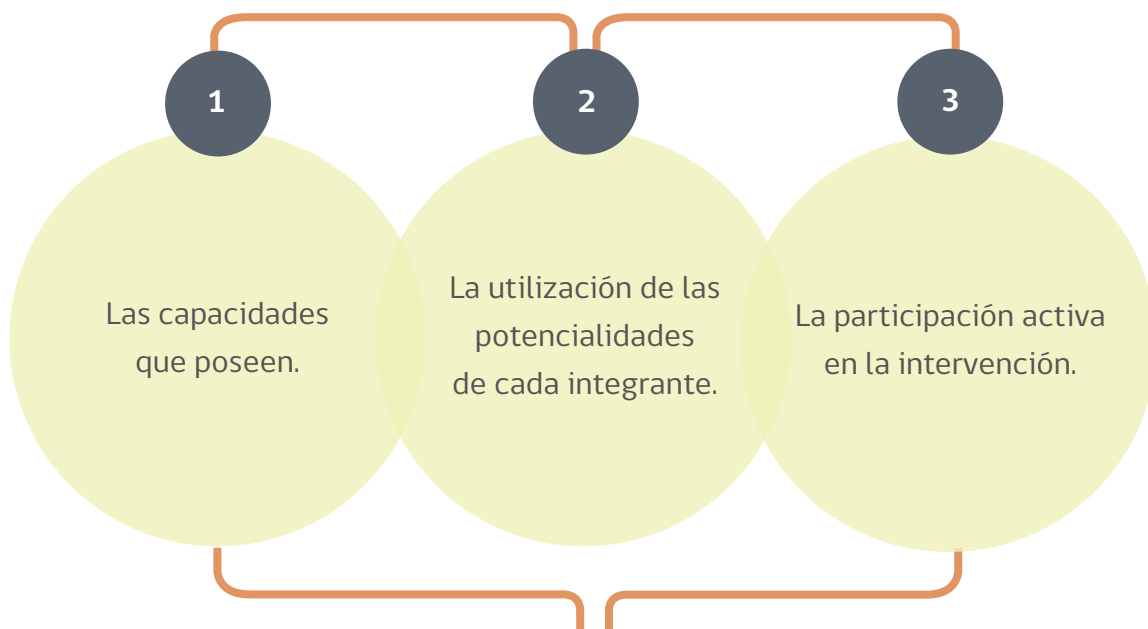 1
Las capacidades
que poseen.
2
La utilización de las
potencialidades
de cada integrante.
3
La participación activa
en la intervención.